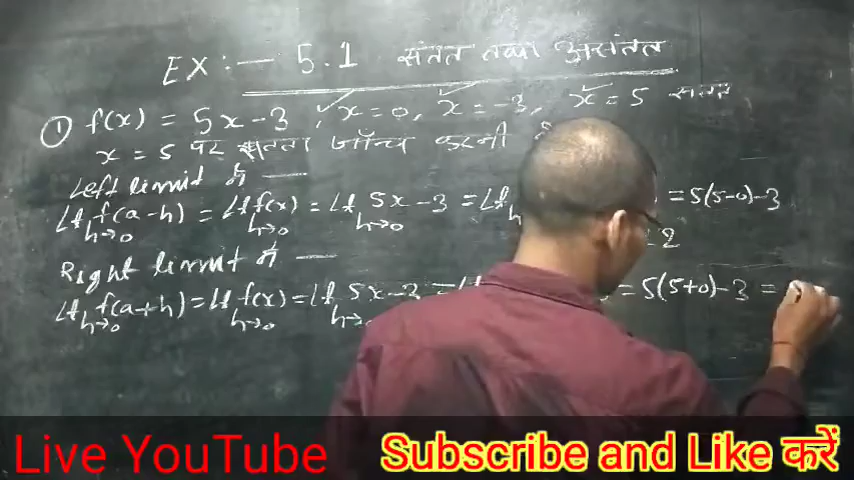 EX :- 5.1 संतत तथा असंतत
① f(x) = 5x-3, x=0, x=-3, x=5 सतत
x = 5 पर सतता जाँच करनी
Left limit में —
Lt h→0 f(a-h) = Lt h→0 f(x) = Lt h→0 5x-3 = Lt h = 5(5-0)-3
2
Right limit में —
Lt h→0 f(a+h) = Lt h→0 f(x) = Lt h→0 5x-3 = = 5(5+0)-3 =
Live YouTube Subscribe and Like करें